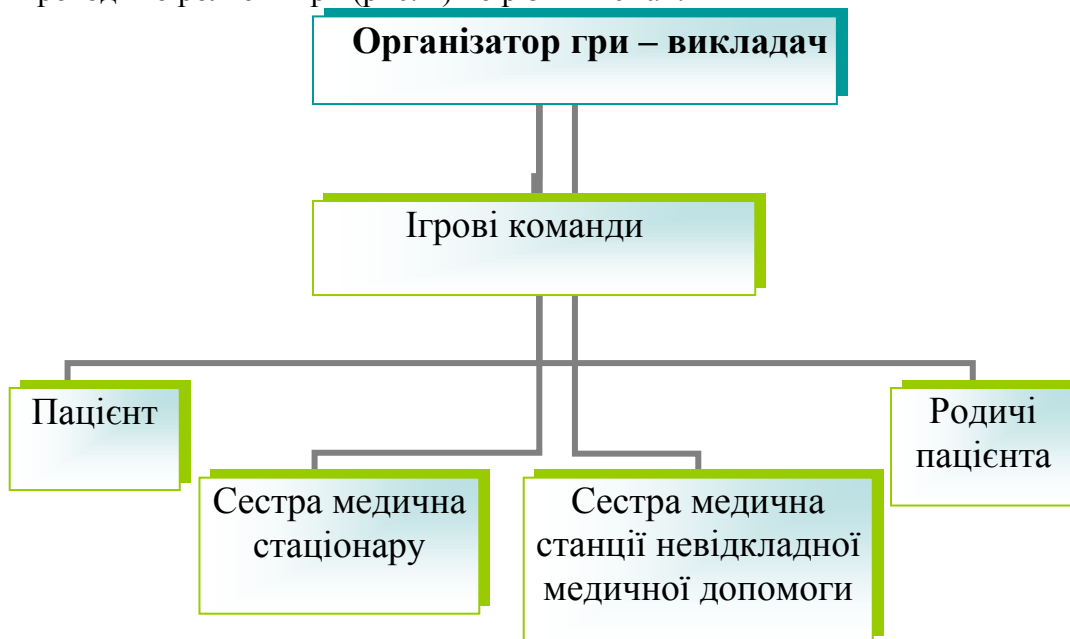 Організатор гри – викладач
Ігрові команди
Пацієнт
Родичі
пацієнта
Сестра медична
стаціонару
Сестра медична
станції невідкладної
медичної допомоги